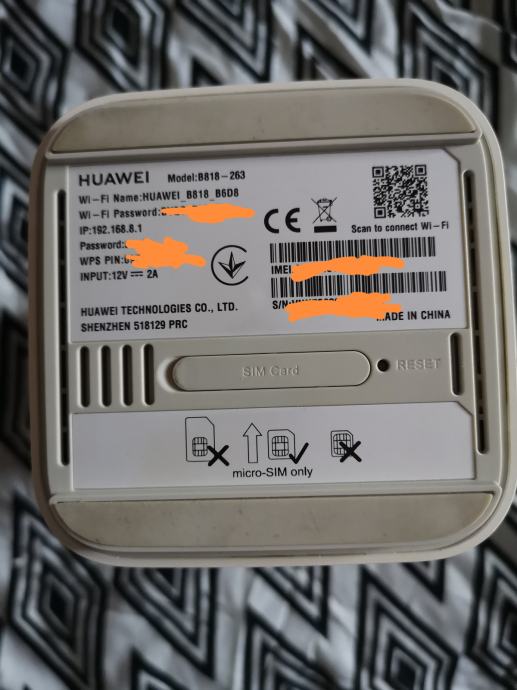 HUAWEI Model:B818-263
Wi-Fi Name:HUAWEI_B818_B6D8
Wi-Fi Password:
IP:192.168.8.1
Password:
WPS PIN:
INPUT:12V ⎓ 2A
HUAWEI TECHNOLOGIES CO., LTD.
SHENZHEN 518129 PRC
CE
Scan to connect Wi-Fi
IMEI
S/N:
MADE IN CHINA
SIM Card
RESET
micro-SIM only